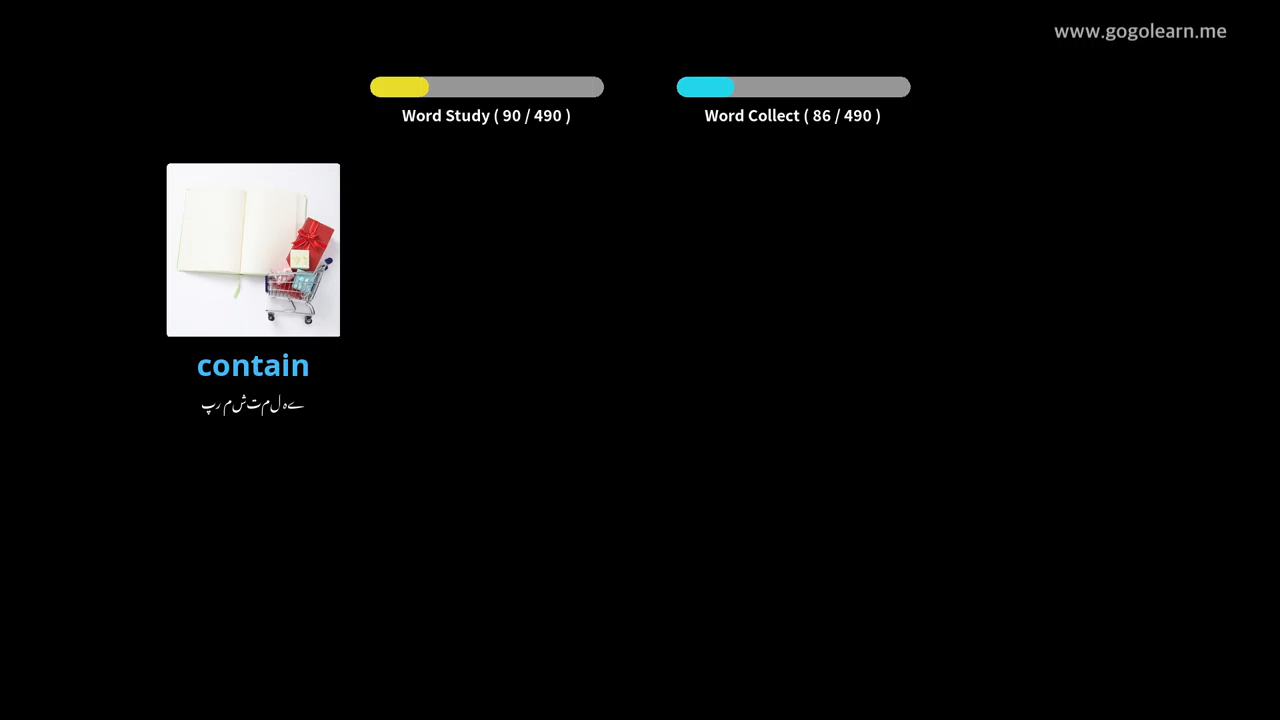 www.gogolearn.me
Word Study ( 90 / 490 )
Word Collect ( 86 / 490 )
contain
پر مشتمل ہے